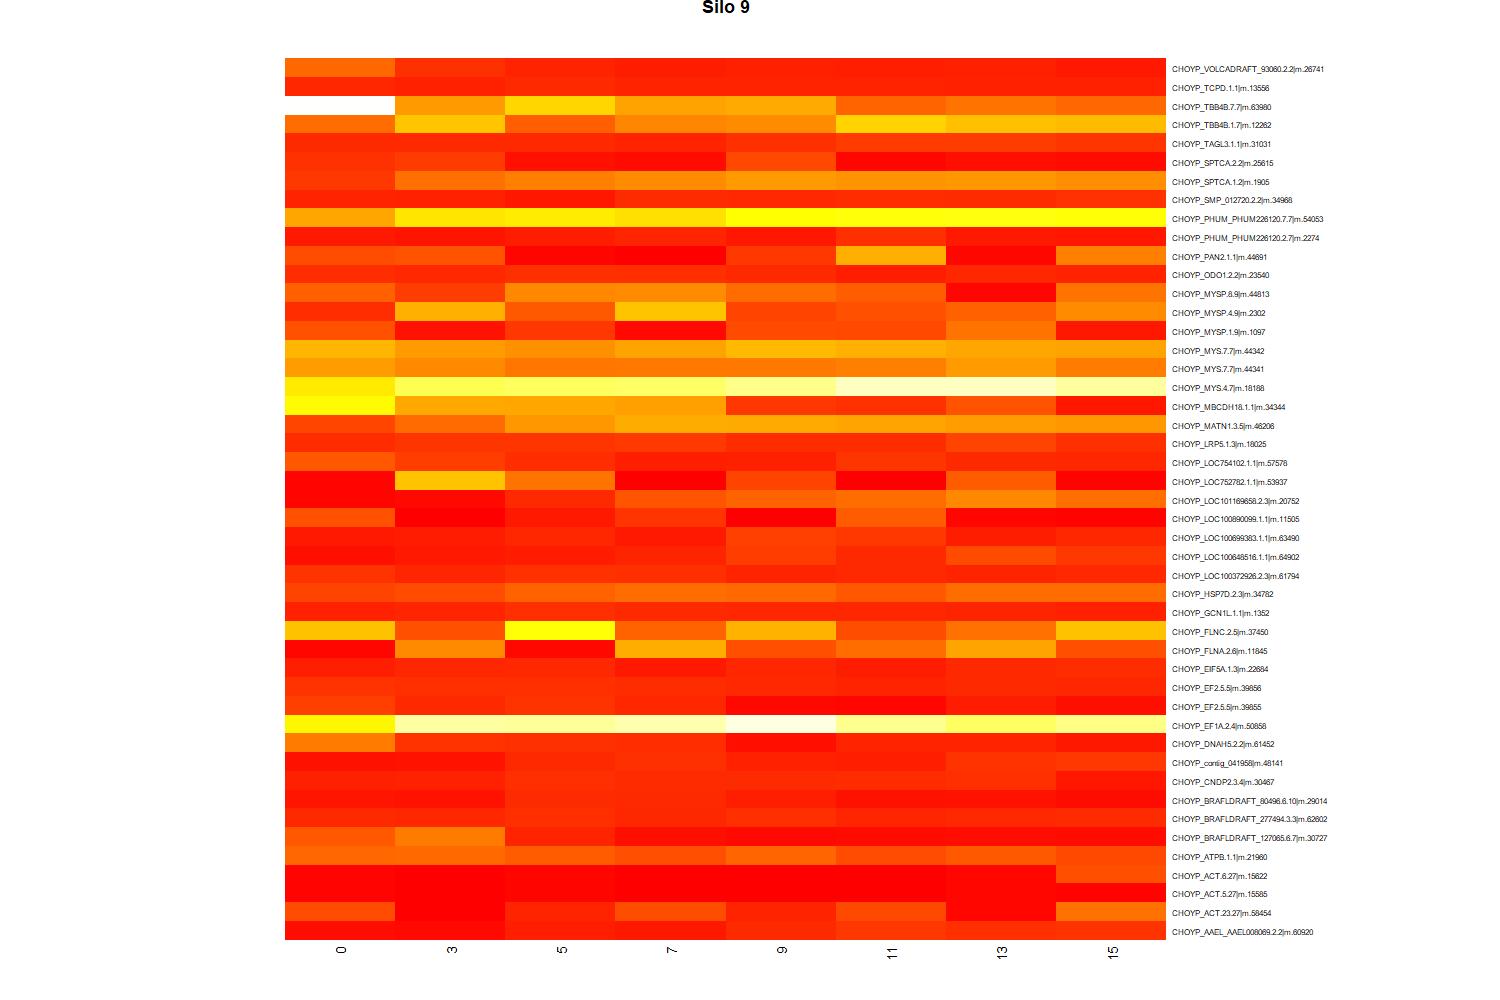 Silo 9
CHOYP_VOLCADRAFT_93060.2.2|m.26741
CHOYP_TCPD.1.1|m.13556
CHOYP_TBB4B.7.7|m.63980
CHOYP_TBB4B.1.7|m.12262
CHOYP_TAGL3.1.1|m.31031
CHOYP_SPTCA.2.2|m.25615
CHOYP_SPTCA.1.2|m.1905
CHOYP_SMP_012720.2.2|m.34968
CHOYP_PHUM_PHUM226120.7.7|m.54053
CHOYP_PHUM_PHUM226120.2.7|m.2274
CHOYP_PAN2.1.1|m.44691
CHOYP_ODO1.2.2|m.23540
CHOYP_MYSP.8.9|m.44813
CHOYP_MYSP.4.9|m.2302
CHOYP_MYSP.1.9|m.1097
CHOYP_MYS.7.7|m.44342
CHOYP_MYS.7.7|m.44341
CHOYP_MYS.4.7|m.18188
CHOYP_MBCDH18.1.1|m.34344
CHOYP_MATN1.3.5|m.46206
CHOYP_LRP5.1.3|m.18025
CHOYP_LOC754102.1.1|m.57578
CHOYP_LOC752782.1.1|m.53937
CHOYP_LOC101169658.2.3|m.20752
CHOYP_LOC100890099.1.1|m.11505
CHOYP_LOC100699383.1.1|m.63490
CHOYP_LOC100648516.1.1|m.64902
CHOYP_LOC100372926.2.3|m.61794
CHOYP_HSP7D.2.3|m.34782
CHOYP_GCN1L.1.1|m.1352
CHOYP_FLNC.2.5|m.37450
CHOYP_FLNA.2.6|m.11845
CHOYP_EIF5A.1.3|m.22684
CHOYP_EF2.5.5|m.39856
CHOYP_EF2.5.5|m.39855
CHOYP_EF1A.2.4|m.50858
CHOYP_DNAH5.2.2|m.61452
CHOYP_contig_041958|m.48141
CHOYP_CNDP2.3.4|m.30467
CHOYP_BRAFLDRAFT_80496.6.10|m.29014
CHOYP_BRAFLDRAFT_277494.3.3|m.62602
CHOYP_BRAFLDRAFT_127065.6.7|m.30727
CHOYP_ATPB.1.1|m.21960
CHOYP_ACT.6.27|m.15622
CHOYP_ACT.5.27|m.15585
CHOYP_ACT.23.27|m.58454
CHOYP_AAEL_AAEL008069.2.2|m.60920
0 3 5 7 9 11 13 15